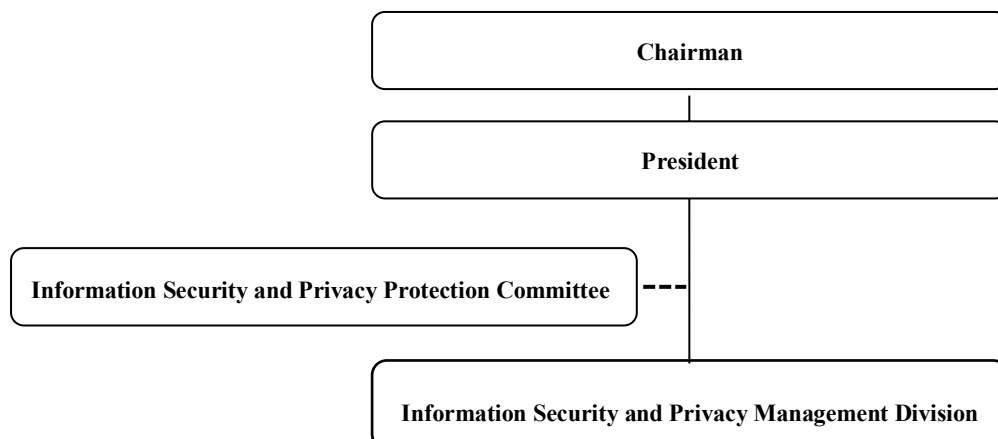 Chairman
President
Information Security and Privacy Protection Committee
Information Security and Privacy Management Division